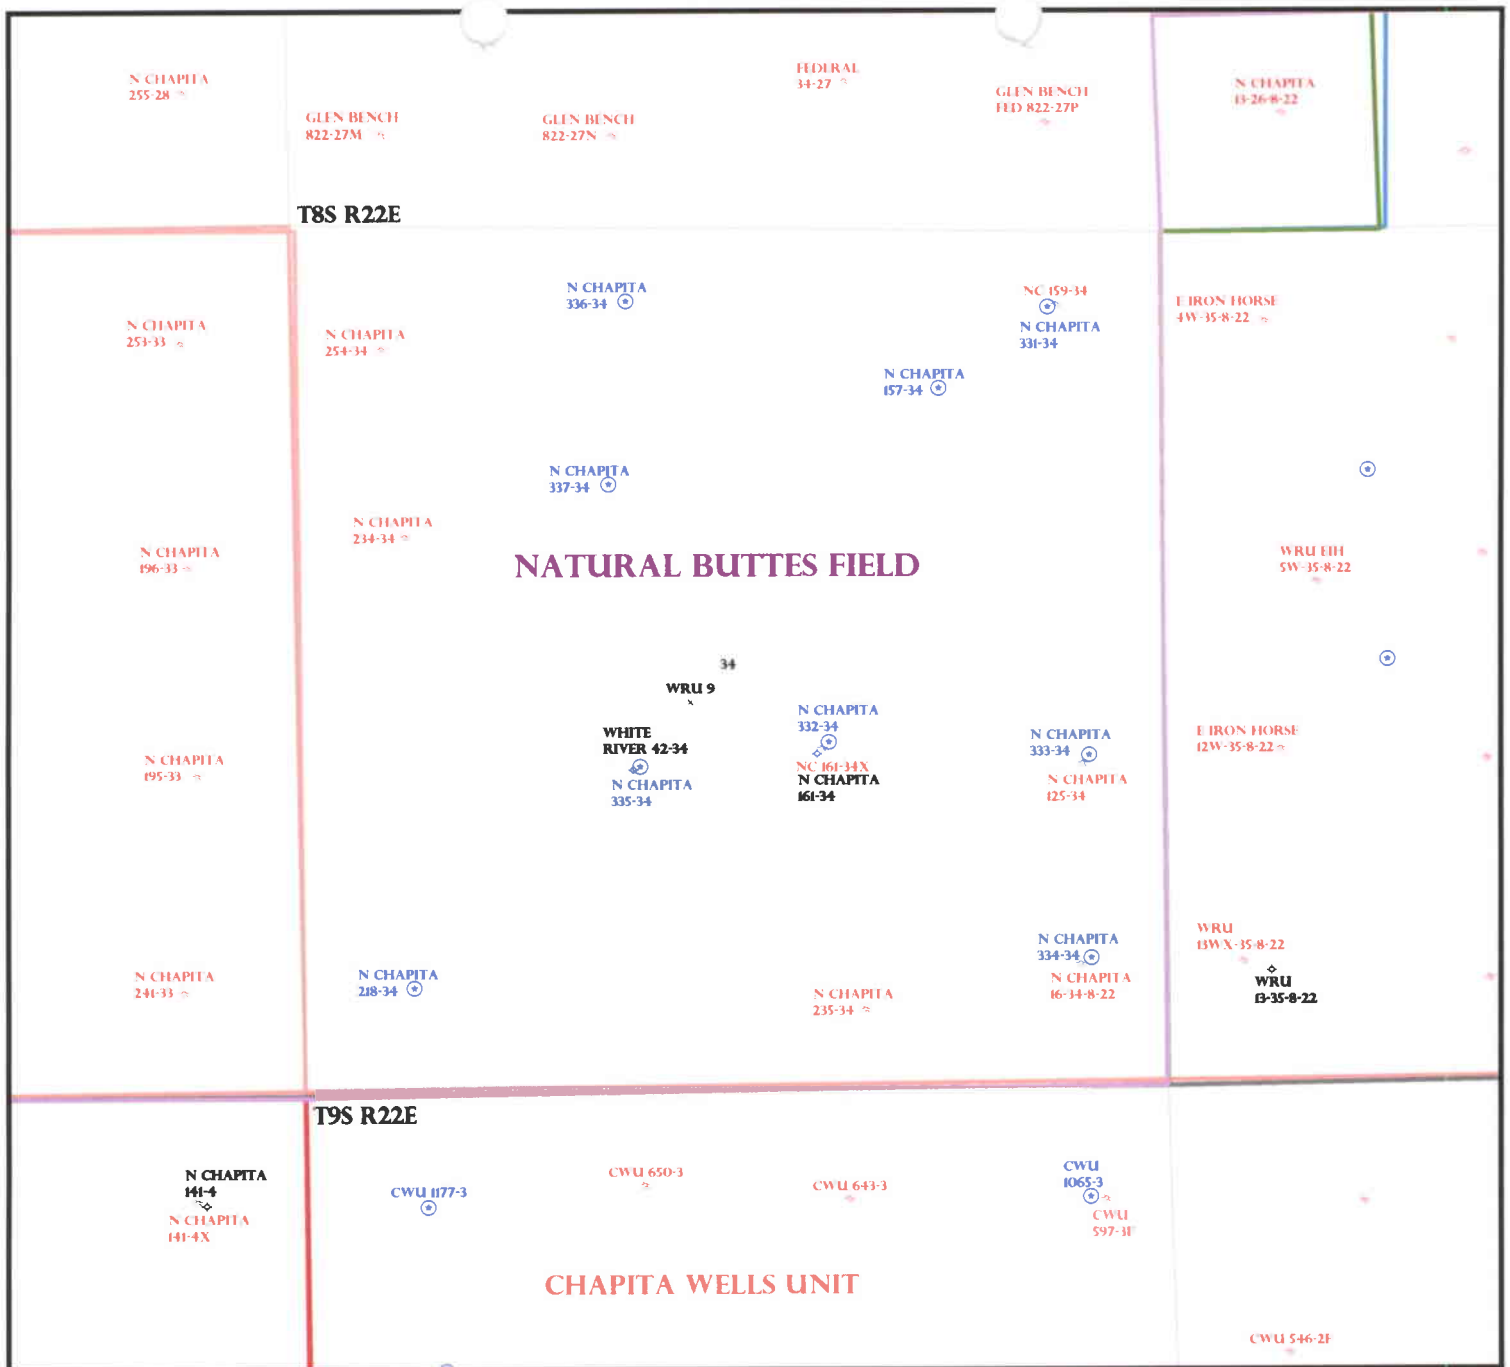 N CHAPITA
255-28
GLEN BENCH
822-27M
GLEN BENCH
822-27N
FEDERAL
34-27
GLEN BENCH
FED 822-27P
N CHAPITA
13-26-8-22
T8S R22E
N CHAPITA
253-33
N CHAPITA
254-34
N CHAPITA
336-34
NC 159-34
N CHAPITA
331-34
E IRON HORSE
4W-35-8-22
N CHAPITA
157-34
N CHAPITA
337-34
N CHAPITA
234-34
N CHAPITA
196-33
NATURAL BUTTES FIELD
WRU EIH
5W-35-8-22
34
WRU 9
WHITE
RIVER 42-34
N CHAPITA
335-34
N CHAPITA
332-34
NC 161-34X
N CHAPITA
161-34
N CHAPITA
333-34
N CHAPITA
125-34
E IRON HORSE
12W-35-8-22
N CHAPITA
195-33
N CHAPITA
241-33
N CHAPITA
218-34
N CHAPITA
235-34
N CHAPITA
334-34
N CHAPITA
16-34-8-22
WRU
13WX-35-8-22
WRU
13-35-8-22
T9S R22E
N CHAPITA
141-4
N CHAPITA
141-4X
CWU 1177-3
CWU 650-3
CWU 643-3
CWU
1065-3
CWU
597-3F
CHAPITA WELLS UNIT
CWU 546-2F